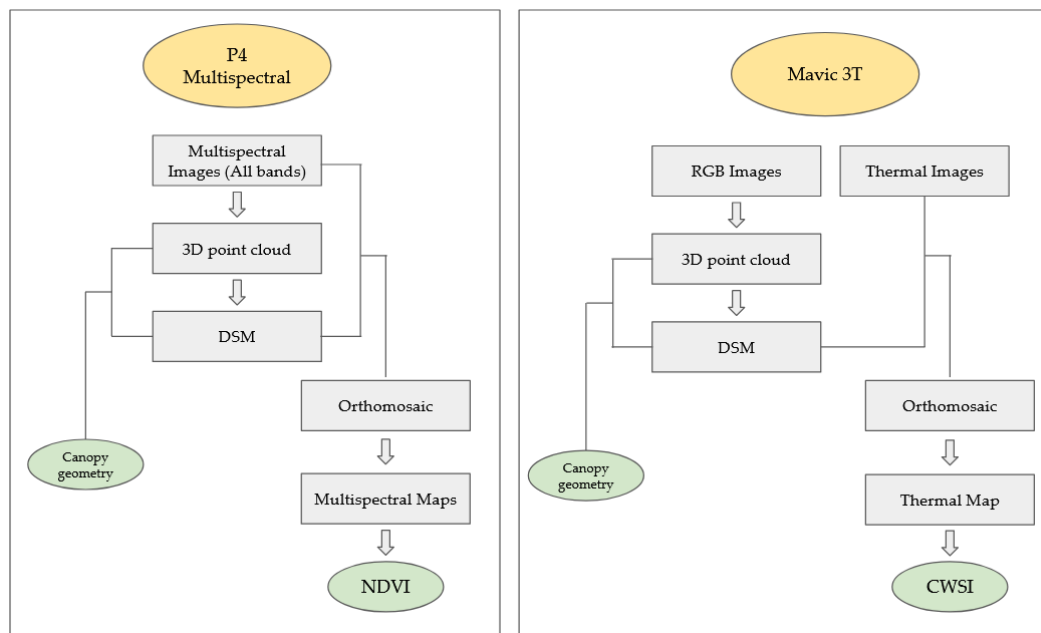 P4
Multispectral
Multispectral
Images (All bands)
3D point cloud
DSM
Orthomosaic
Canopy
geometry
Multispectral Maps
NDVI
Mavic 3T
RGB Images
Thermal Images
3D point cloud
DSM
Orthomosaic
Canopy
geometry
Thermal Map
CWSI